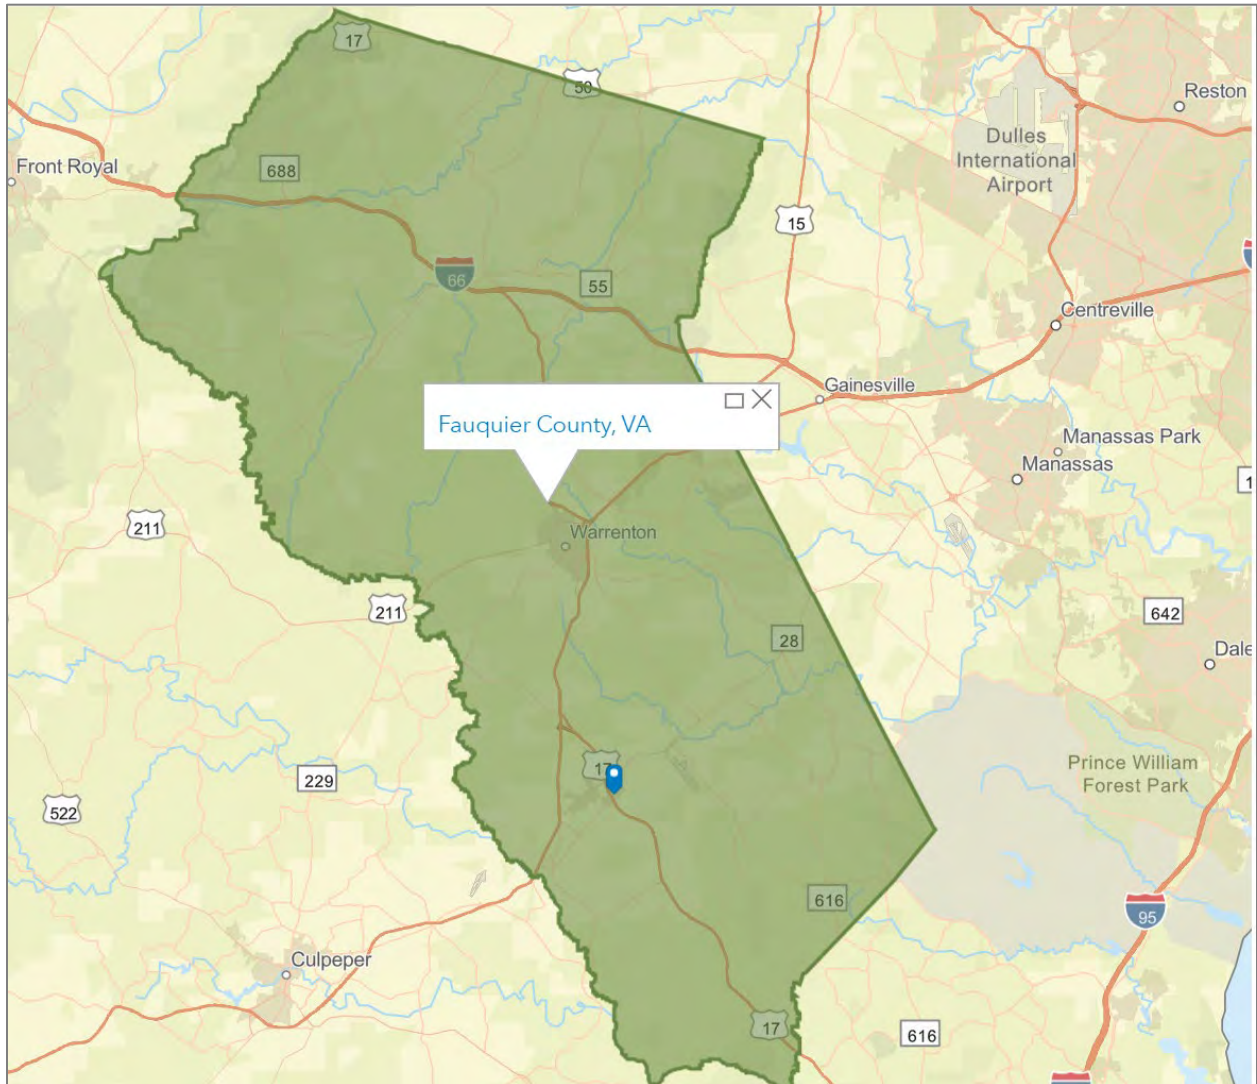 17
50
Reston
Dulles
International
Airport
Front Royal
688
15
66
55
Centreville
Gainesville
Fauquier County, VA
Manassas Park
Manassas
1
211
Warrenton
211
642
28
Dale
17
229
Prince William
Forest Park
522
616
95
Culpeper
17
616